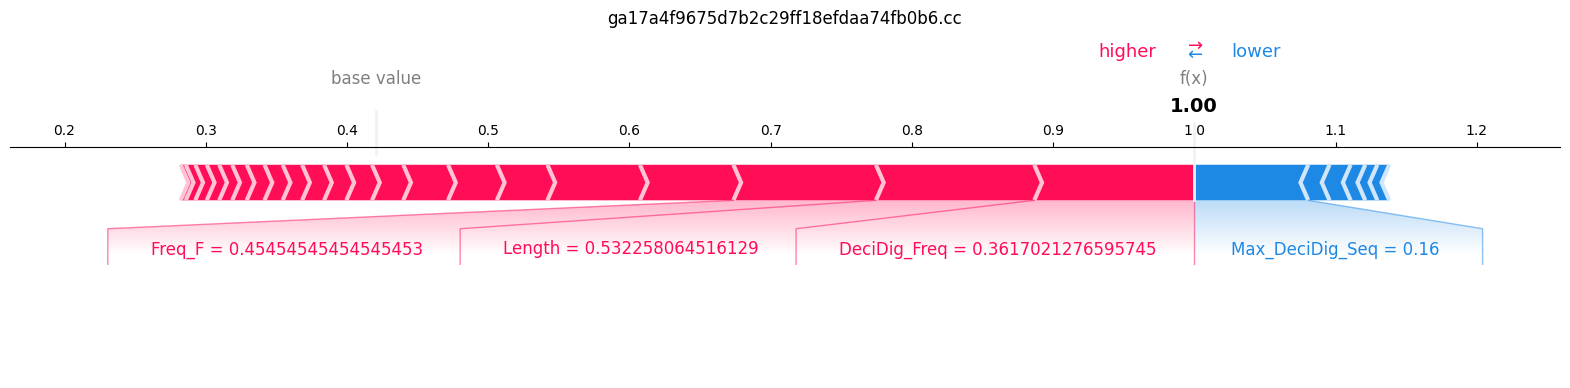 ga17a4f9675d7b2c29ff18efdaa74fb0b6.cc
higher ⇄ lower
base value f(x)
1.00
0.2 0.3 0.4 0.5 0.6 0.7 0.8 0.9 1.0 1.1 1.2
Freq_F = 0.45454545454545453 Length = 0.532258064516129 DeciDig_Freq = 0.3617021276595745 Max_DeciDig_Seq = 0.16